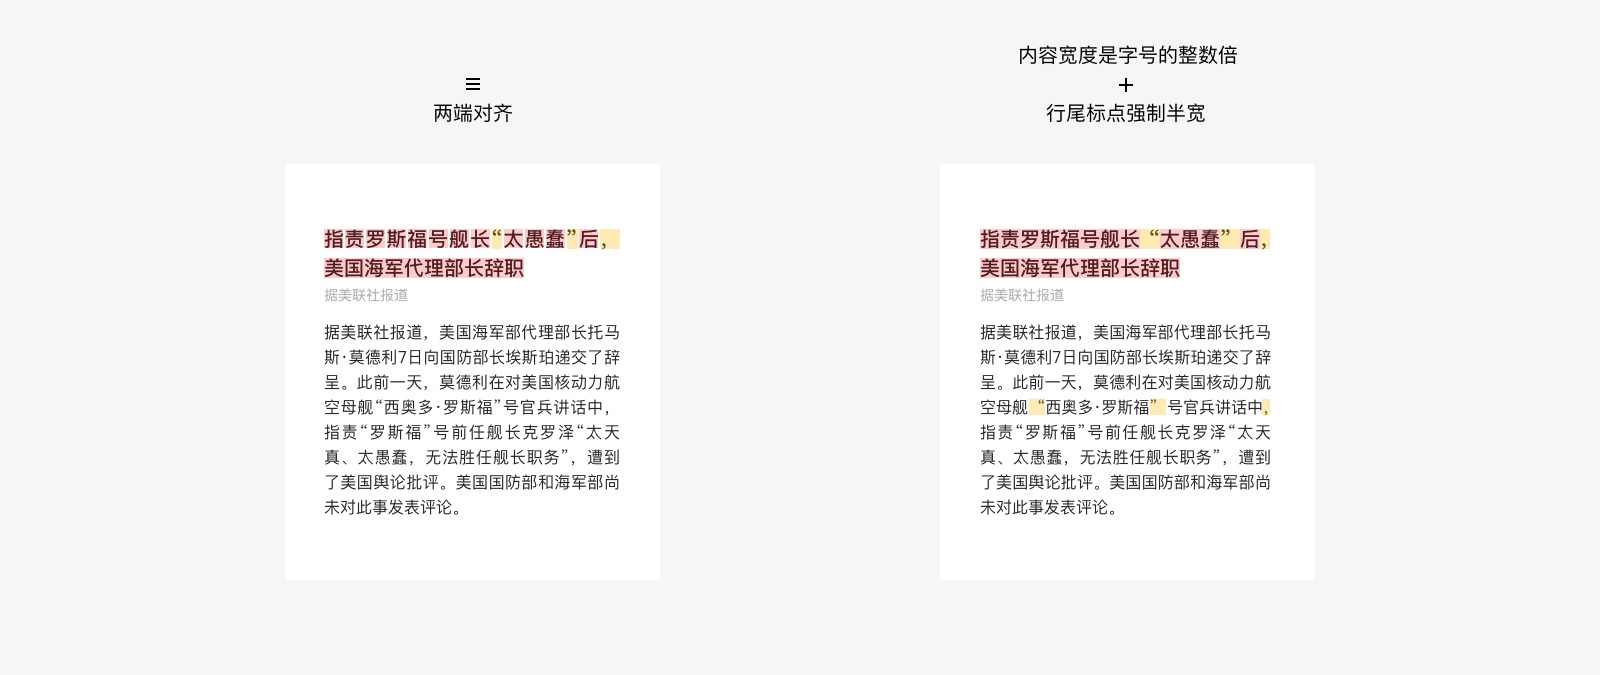 两端对齐
指责罗斯福号舰长“太愚蠢”后，
美国海军代理部长辞职
据美联社报道
据美联社报道，美国海军部代理部长托马
斯·莫德利7日向国防部长埃斯珀递交了辞
呈。此前一天，莫德利在对美国核动力航
空母舰“西奥多·罗斯福”号官兵讲话中，
指责“罗斯福”号前任舰长克罗泽“太天
真、太愚蠢，无法胜任舰长职务”，遭到
了美国舆论批评。美国国防部和海军部尚
未对此事发表评论。
内容宽度是字号的整数倍
+
行尾标点强制半宽
指责罗斯福号舰长“太愚蠢”后，
美国海军代理部长辞职
据美联社报道
据美联社报道，美国海军部代理部长托马
斯·莫德利7日向国防部长埃斯珀递交了辞
呈。此前一天，莫德利在对美国核动力航
空母舰“西奥多·罗斯福”号官兵讲话中，
指责“罗斯福”号前任舰长克罗泽“太天
真、太愚蠢，无法胜任舰长职务”，遭到
了美国舆论批评。美国国防部和海军部尚
未对此事发表评论。